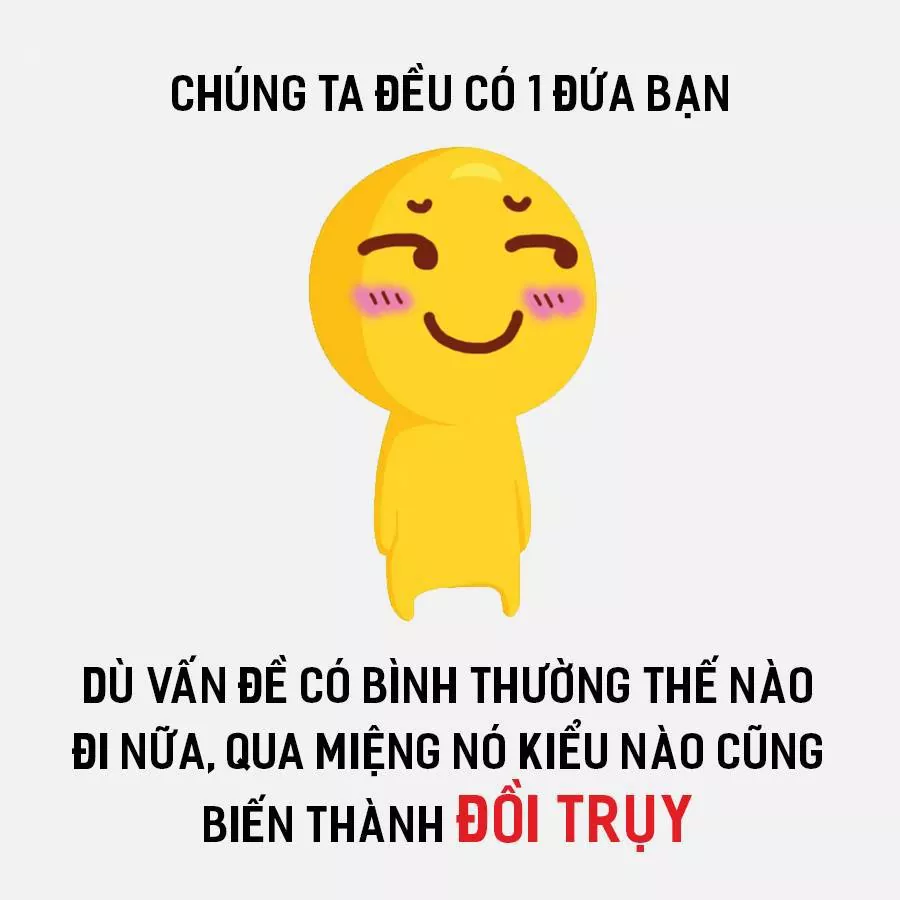 CHÚNG TA ĐỀU CÓ 1 ĐỨA BẠN
DÙ VẤN ĐỀ CÓ BÌNH THƯỜNG THẾ NÀO
ĐI NỮA, QUA MIỆNG NÓ KIỂU NÀO CŨNG
BIẾN THÀNH ĐỒI TRỤY